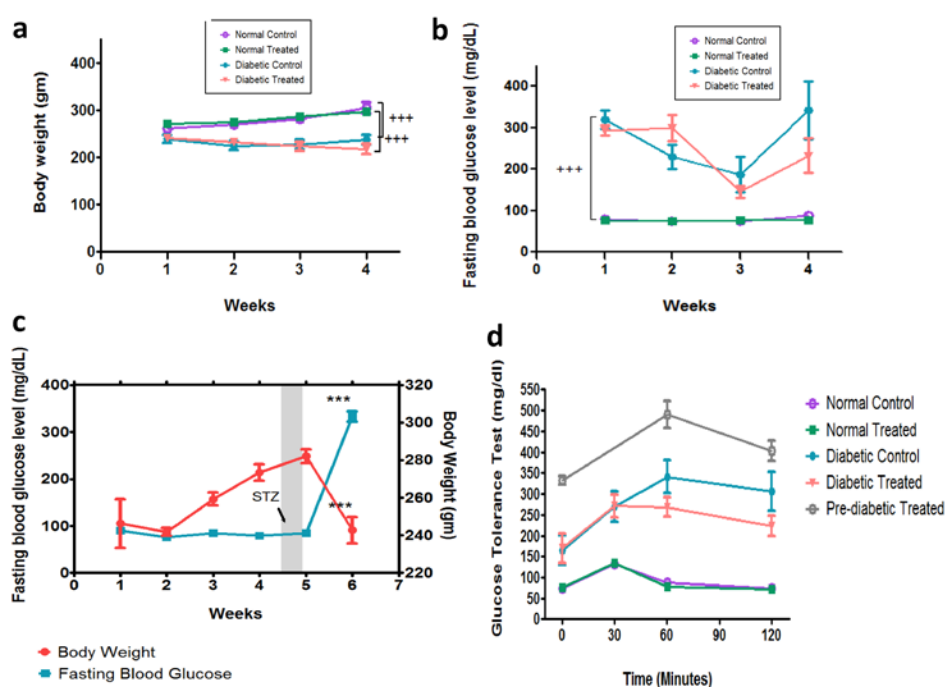 a
Normal Control
Normal Treated
Diabetic Control
Diabetic Treated
Body weight (gm)
400
300
200
100
0
+++
+++
0 1 2 3 4
Weeks
b
Normal Control
Normal Treated
Diabetic Control
Diabetic Treated
Fasting blood glucose level (mg/dL)
400
300
200
100
0
+++
0 1 2 3 4
Weeks
c
Fasting blood glucose level (mg/dL)
400
300
200
100
0
STZ
***
***
320
300
280
260
240
220
Body Weight (gm)
0 1 2 3 4 5 6 7
Weeks
Body Weight
Fasting Blood Glucose
d
Glucose Tolerance Test (mg/dl)
550
500
450
400
350
300
250
200
150
100
50
0
0 30 60 90 120
Time (Minutes)
Normal Control
Normal Treated
Diabetic Control
Diabetic Treated
Pre-diabetic Treated